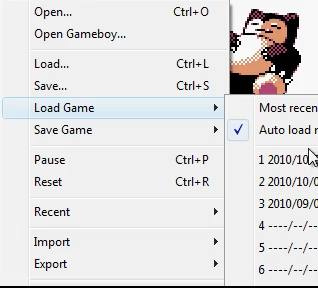 Open... Ctrl+O
Open Gameboy...
Load... Ctrl+L
Save... Ctrl+S
Load Game
Save Game
Pause Ctrl+P
Reset Ctrl+R
Recent
Import
Export
Most recen
Auto load
1 2010/10
2 2010/10/0
3 2010/09/0
4 ----/--/--
5 ----/--/--
6 ----/--/--